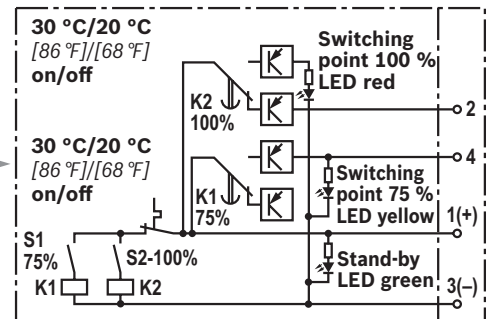 30 °C/20 °C
[86 °F]/[68 °F]
on/off
K2
100%
Switching
point 100 %
LED red
2
30 °C/20 °C
[86 °F]/[68 °F]
on/off
4
K1
75%
Switching
point 75 %
LED yellow
1(+)
S1
75%
S2-100%
Stand-by
LED green
K1
K2
3(–)